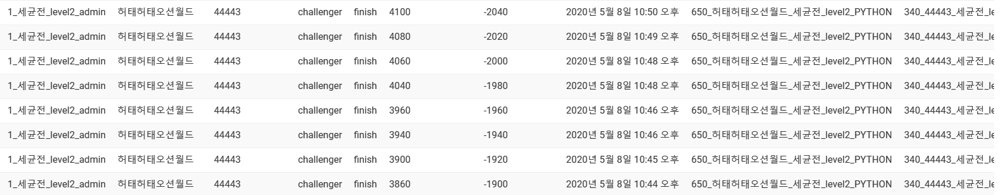 1_세균전_level2_admin 허태허태오션월드 44443 challenger finish 4100 -2040 2020년 5월 8일 10:50 오후 650_허태허태오션월드_세균전_level2_PYTHON 340_44443_세균전_le
1_세균전_level2_admin 허태허태오션월드 44443 challenger finish 4080 -2020 2020년 5월 8일 10:49 오후 650_허태허태오션월드_세균전_level2_PYTHON 340_44443_세균전_le
1_세균전_level2_admin 허태허태오션월드 44443 challenger finish 4060 -2000 2020년 5월 8일 10:48 오후 650_허태허태오션월드_세균전_level2_PYTHON 340_44443_세균전_le
1_세균전_level2_admin 허태허태오션월드 44443 challenger finish 4040 -1980 2020년 5월 8일 10:48 오후 650_허태허태오션월드_세균전_level2_PYTHON 340_44443_세균전_le
1_세균전_level2_admin 허태허태오션월드 44443 challenger finish 3960 -1960 2020년 5월 8일 10:46 오후 650_허태허태오션월드_세균전_level2_PYTHON 340_44443_세균전_le
1_세균전_level2_admin 허태허태오션월드 44443 challenger finish 3940 -1940 2020년 5월 8일 10:46 오후 650_허태허태오션월드_세균전_level2_PYTHON 340_44443_세균전_le
1_세균전_level2_admin 허태허태오션월드 44443 challenger finish 3900 -1920 2020년 5월 8일 10:45 오후 650_허태허태오션월드_세균전_level2_PYTHON 340_44443_세균전_le
1_세균전_level2_admin 허태허태오션월드 44443 challenger finish 3860 -1900 2020년 5월 8일 10:44 오후 650_허태허태오션월드_세균전_level2_PYTHON 340_44443_세균전_le